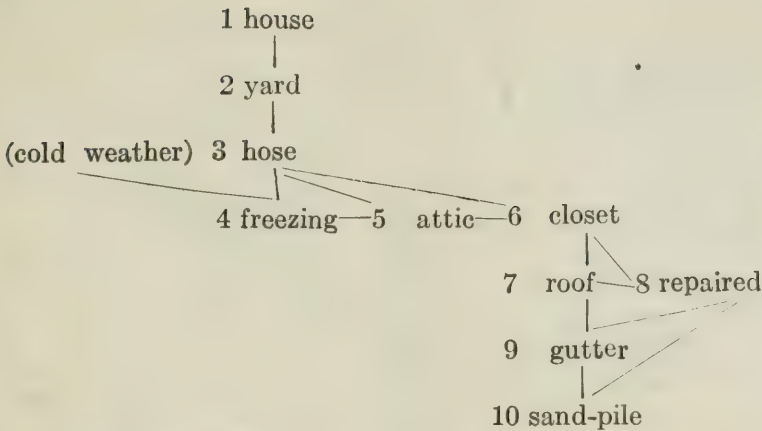 1 house
2 yard
(cold weather) 3 hose
4 freezing 5 attic 6 closet
7 roof 8 repaired
9 gutter
10 sand-pile